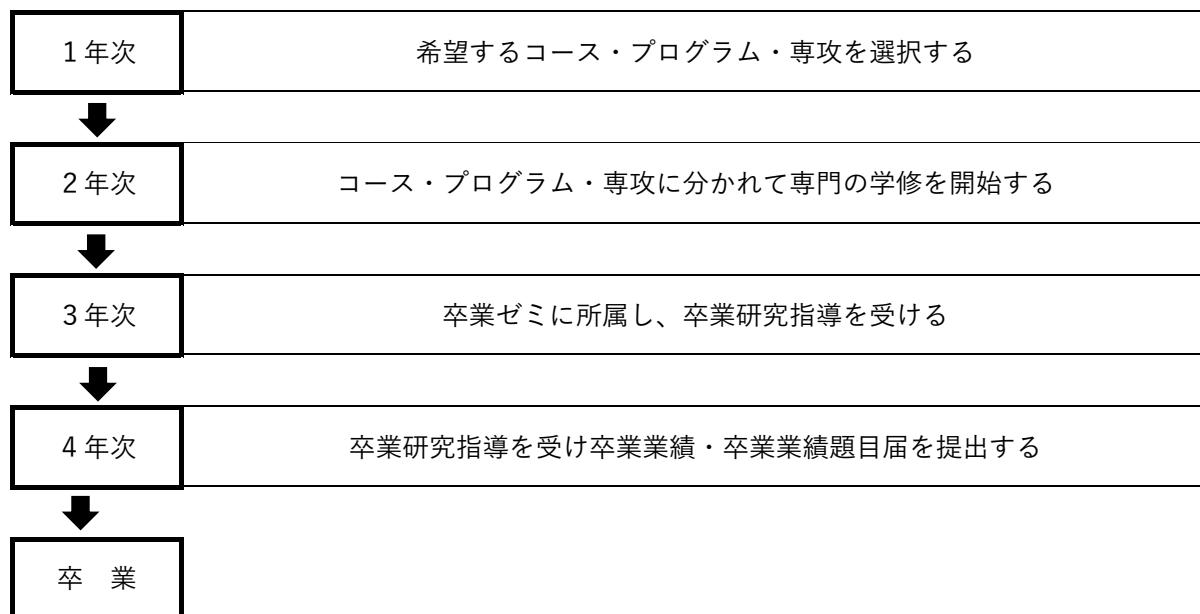 1年次
希望するコース・プログラム・専攻を選択する
2年次
コース・プログラム・専攻に分かれて専門の学修を開始する
3年次
卒業ゼミに所属し、卒業研究指導を受ける
4年次
卒業研究指導を受け卒業業績・卒業業績題目届を提出する
卒　業